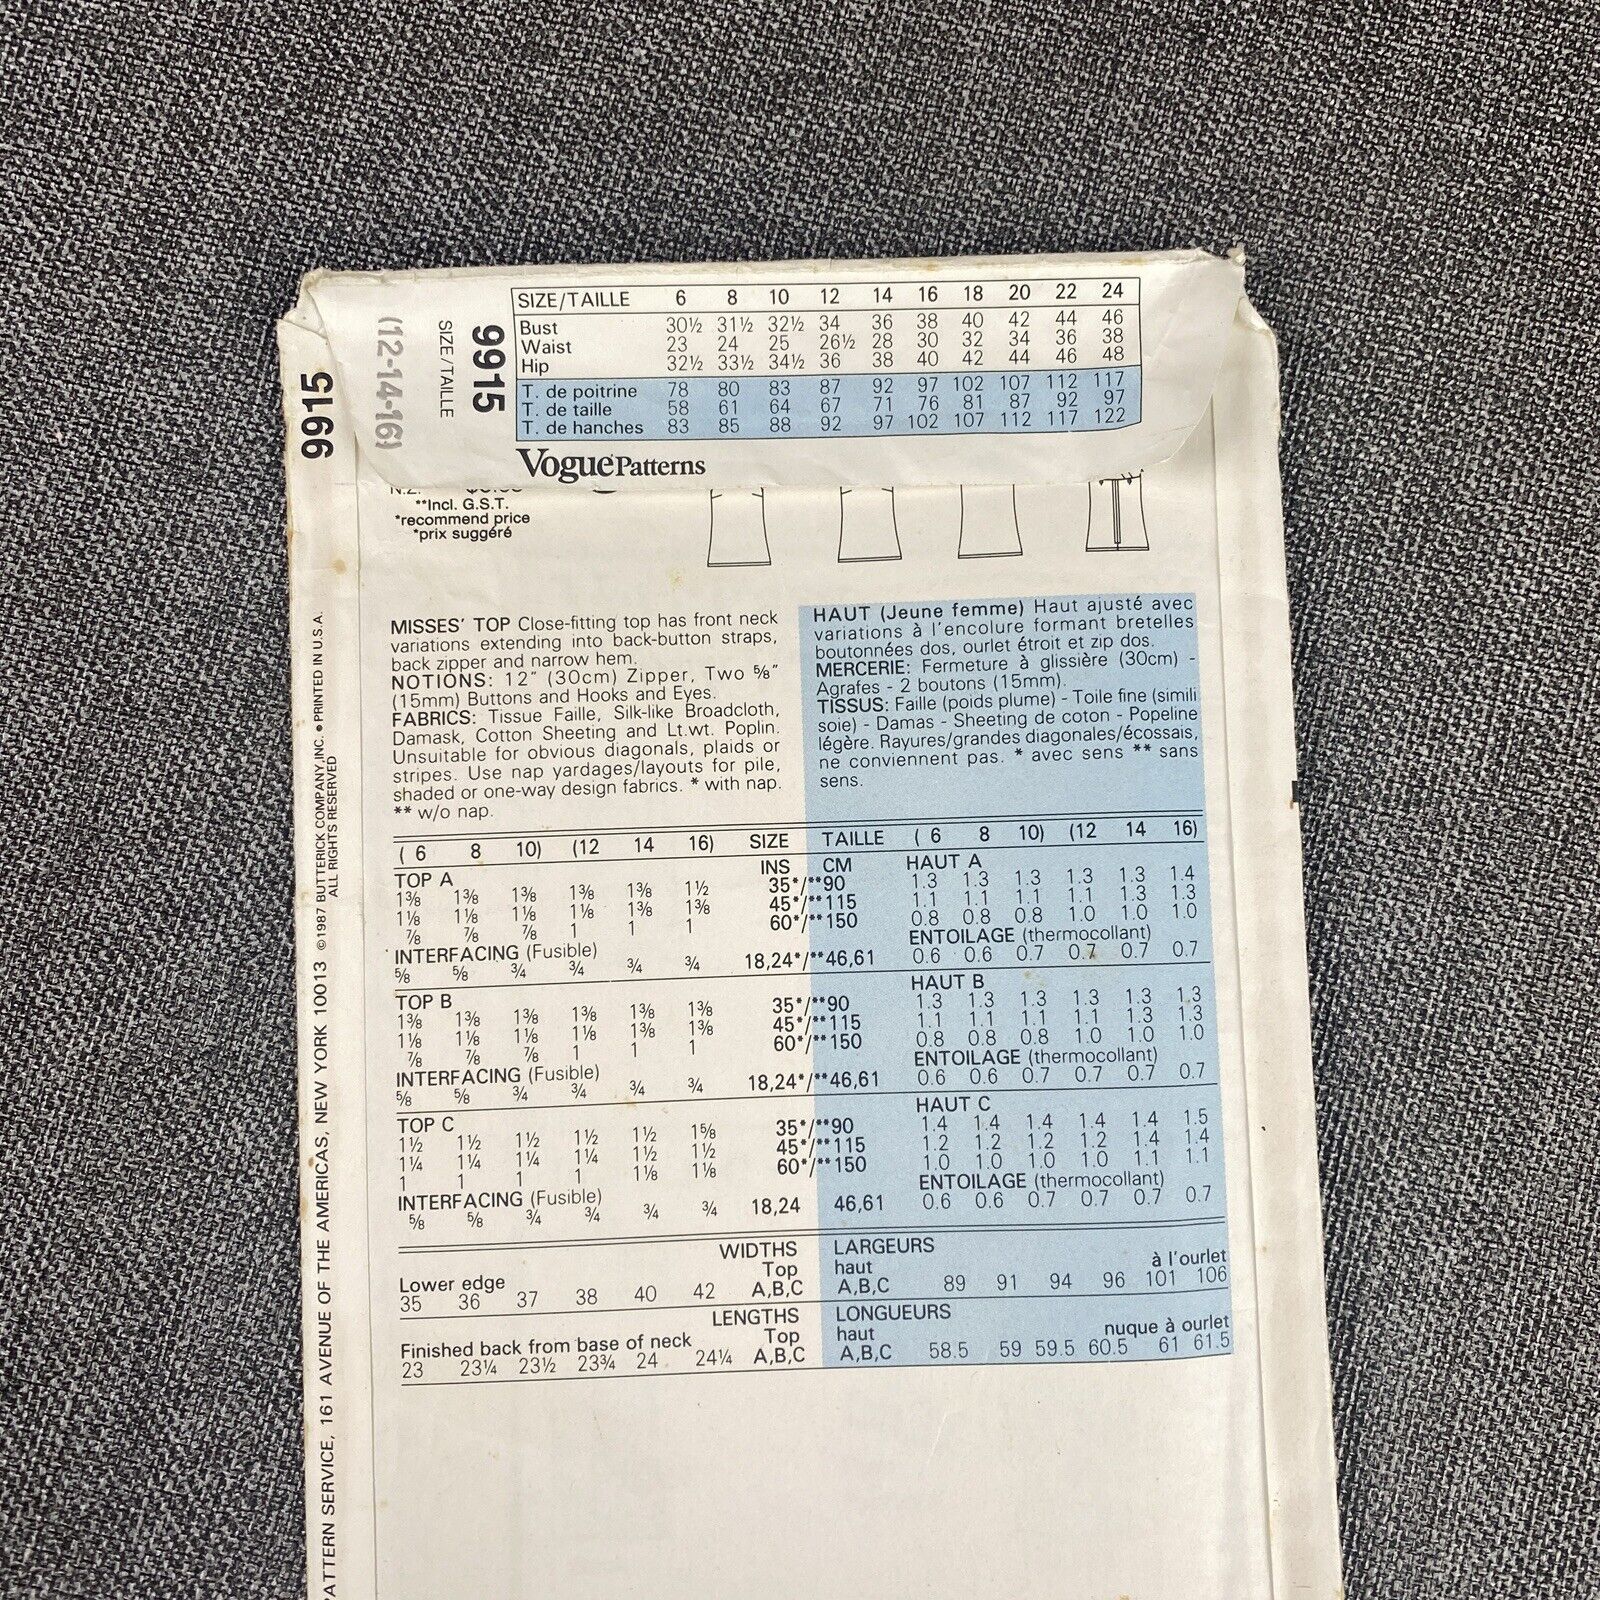 SIZE/TAILLE 6 8 10 12 14 16 18 20 22 24
Bust 30½ 31½ 32½ 34 36 38 40 42 44 46
Waist 23 24 25 26½ 28 30 32 34 36 38
Hip 32½ 33½ 34½ 36 38 40 42 44 46 48
T. de poitrine 78 80 83 87 92 97 102 107 112 117
T. de taille 58 61 64 67 71 76 81 87 92 97
T. de hanches 83 85 88 92 97 102 107 112 117 122
Vogue Patterns
9915
SIZE/TAILLE
(12-14-16)
9915
**Incl. G.S.T.
*recommend price
*prix suggéré
MISSES' TOP Close-fitting top has front neck
variations extending into back-button straps,
back zipper and narrow hem.
NOTIONS: 12" (30cm) Zipper, Two ⅝"
(15mm) Buttons and Hooks and Eyes.
FABRICS: Tissue Faille, Silk-like Broadcloth,
Damask, Cotton Sheeting and Lt.wt. Poplin.
Unsuitable for obvious diagonals, plaids or
stripes. Use nap yardages/layouts for pile,
shaded or one-way design fabrics. * with nap.
** w/o nap.
HAUT (Jeune femme) Haut ajusté avec
variations à l'encolure formant bretelles
boutonnées dos, ourlet étroit et zip dos.
MERCERIE: Fermeture à glissière (30cm) -
Agrafes - 2 boutons (15mm).
TISSUS: Faille (poids plume) - Toile fine (simili
soie) - Damas - Sheeting de coton - Popeline
légère. Rayures/grandes diagonales/écossais,
ne conviennent pas. * avec sens ** sans
sens.
( 6 8 10) (12 14 16) SIZE TAILLE ( 6 8 10) (12 14 16)
TOP A INS CM HAUT A
1⅜ 1⅜ 1⅜ 1⅜ 1⅜ 1½ 35*/**90 1.3 1.3 1.3 1.3 1.3 1.4
1⅛ 1⅛ 1⅛ 1⅛ 1⅜ 1⅜ 45*/**115 1.1 1.1 1.1 1.1 1.3 1.3
⅞ ⅞ ⅞ 1 1 1 60*/**150 0.8 0.8 0.8 1.0 1.0 1.0
INTERFACING (Fusible) ENTOILAGE (thermocollant)
⅝ ⅝ ¾ ¾ ¾ ¾ 18,24*/**46,61 0.6 0.6 0.7 0.7 0.7 0.7
TOP B HAUT B
1⅜ 1⅜ 1⅜ 1⅜ 1⅜ 1⅜ 35*/**90 1.3 1.3 1.3 1.3 1.3 1.3
1⅛ 1⅛ 1⅛ 1⅛ 1⅜ 1⅜ 45*/**115 1.1 1.1 1.1 1.1 1.3 1.3
⅞ ⅞ ⅞ 1 1 1 60*/**150 0.8 0.8 0.8 1.0 1.0 1.0
INTERFACING (Fusible) ENTOILAGE (thermocollant)
⅝ ⅝ ¾ ¾ ¾ ¾ 18,24*/**46,61 0.6 0.6 0.7 0.7 0.7 0.7
TOP C HAUT C
1½ 1½ 1½ 1½ 1½ 1⅝ 35*/**90 1.4 1.4 1.4 1.4 1.4 1.5
1¼ 1¼ 1¼ 1¼ 1½ 1½ 45*/**115 1.2 1.2 1.2 1.2 1.4 1.4
1 1 1 1 1⅛ 1⅛ 60*/**150 1.0 1.0 1.0 1.0 1.1 1.1
INTERFACING (Fusible) ENTOILAGE (thermocollant)
⅝ ⅝ ¾ ¾ ¾ ¾ 18,24 46,61 0.6 0.6 0.7 0.7 0.7 0.7
WIDTHS LARGEURS
Lower edge Top haut à l'ourlet
35 36 37 38 40 42 A,B,C A,B,C 89 91 94 96 101 106
LENGTHS LONGUEURS
Finished back from base of neck Top haut nuque à ourlet
23 23¼ 23½ 23¾ 24 24¼ A,B,C A,B,C 58.5 59 59.5 60.5 61 61.5
PATTERN SERVICE, 161 AVENUE OF THE AMERICAS, NEW YORK 10013 ©1987 BUTTERICK COMPANY, INC. • PRINTED IN U.S.A.
ALL RIGHTS RESERVED